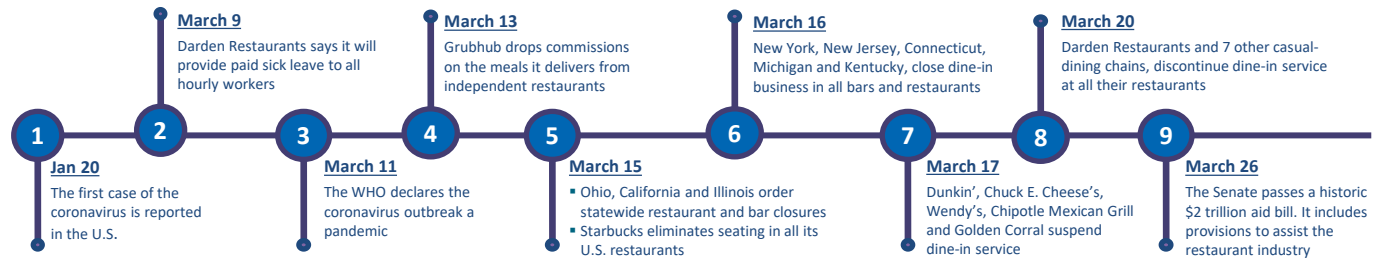 1
Jan 20
The first case of the
coronavirus is reported
in the U.S.
2
March 9
Darden Restaurants says it will
provide paid sick leave to all
hourly workers
3
March 11
The WHO declares the
coronavirus outbreak a
pandemic
4
March 13
Grubhub drops commissions
on the meals it delivers from
independent restaurants
5
March 15
▪ Ohio, California and Illinois order
statewide restaurant and bar closures
▪ Starbucks eliminates seating in all its
U.S. restaurants
6
March 16
New York, New Jersey, Connecticut,
Michigan and Kentucky, close dine-in
business in all bars and restaurants
7
March 17
Dunkin’, Chuck E. Cheese’s,
Wendy’s, Chipotle Mexican Grill
and Golden Corral suspend
dine-in service
8
March 20
Darden Restaurants and 7 other casual-
dining chains, discontinue dine-in service
at all their restaurants
9
March 26
The Senate passes a historic
$2 trillion aid bill. It includes
provisions to assist the
restaurant industry